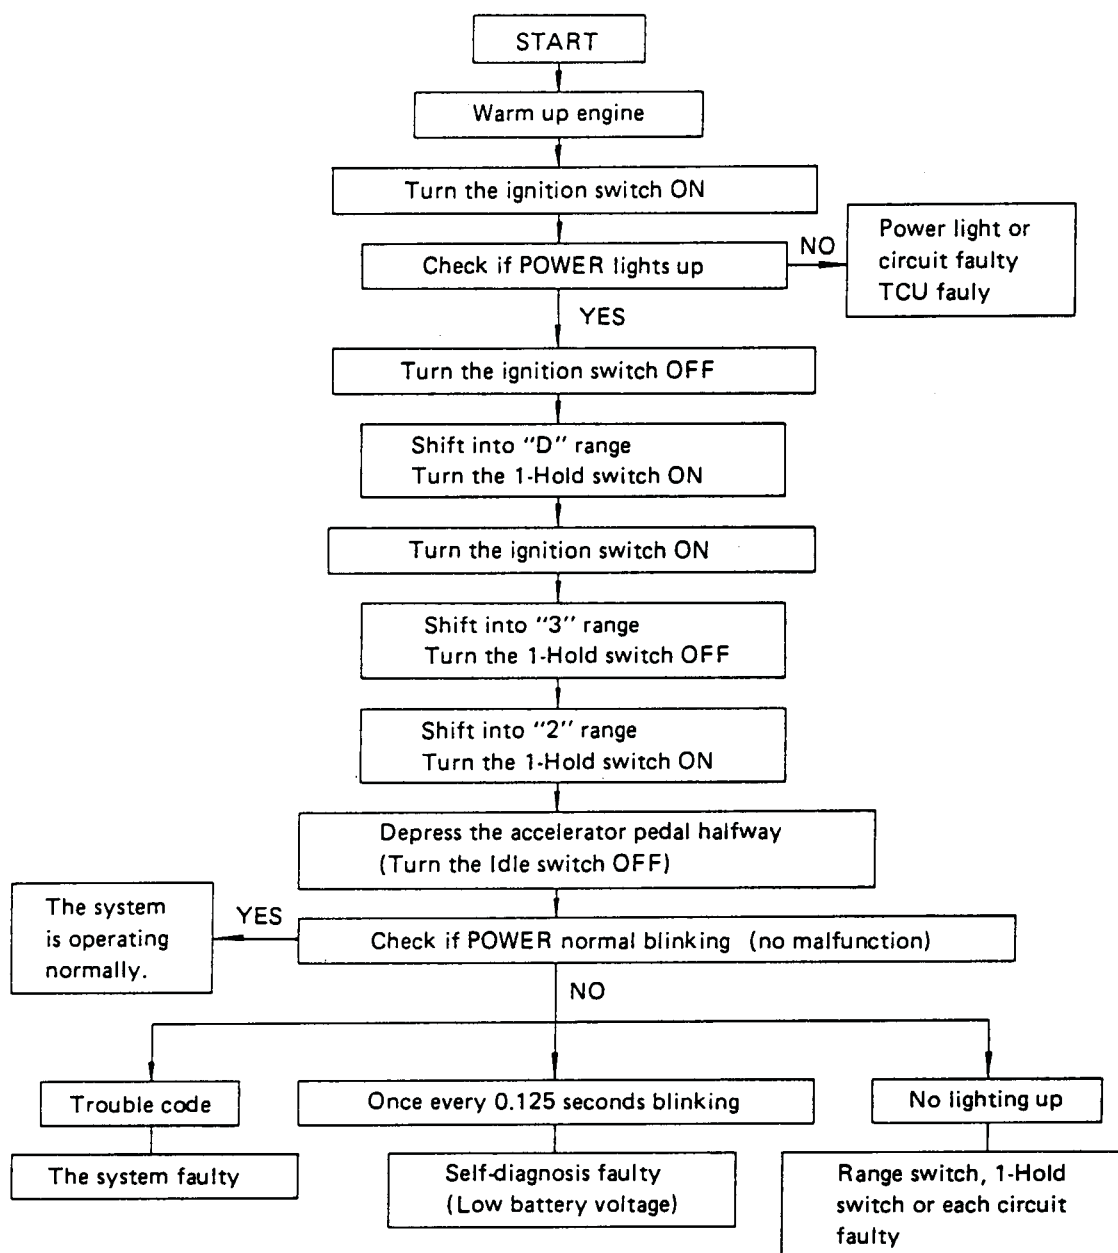 START
Warm up engine
Turn the ignition switch ON
Check if POWER lights up
NO
Power light or
circuit faulty
TCU fauly
YES
Turn the ignition switch OFF
Shift into "D" range
Turn the 1-Hold switch ON
Turn the ignition switch ON
Shift into "3" range
Turn the 1-Hold switch OFF
Shift into "2" range
Turn the 1-Hold switch ON
Depress the accelerator pedal halfway
(Turn the Idle switch OFF)
The system
is operating
normally.
YES
Check if POWER normal blinking (no malfunction)
NO
Trouble code
Once every 0.125 seconds blinking
No lighting up
The system faulty
Self-diagnosis faulty
(Low battery voltage)
Range switch, 1-Hold
switch or each circuit
faulty